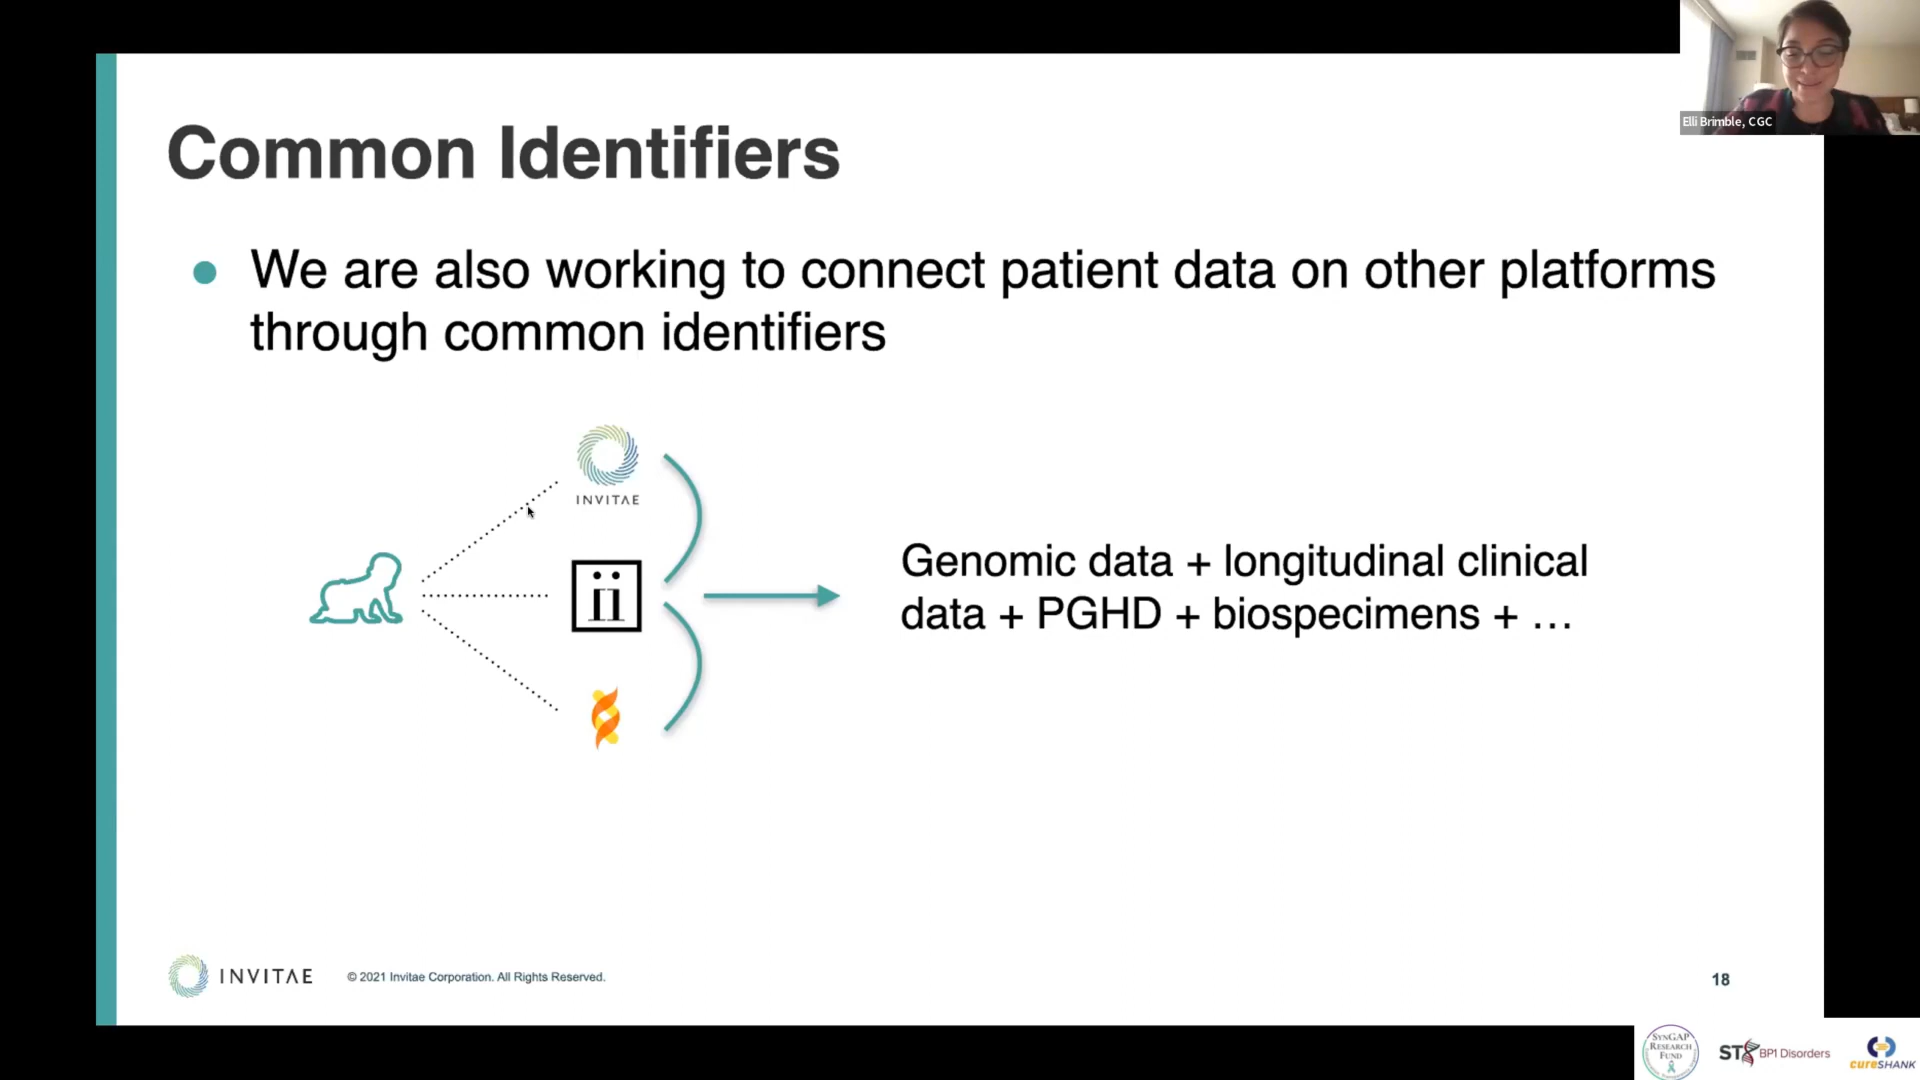 Elli Brimble, CGC
Common Identifiers
● We are also working to connect patient data on other platforms
through common identifiers
INVITAE
Genomic data + longitudinal clinical
data + PGHD + biospecimens + …
INVITAE © 2021 Invitae Corporation. All Rights Reserved. 18
SYNGAP
RESEARCH
FUND
STXBP1 Disorders
cureSHANK